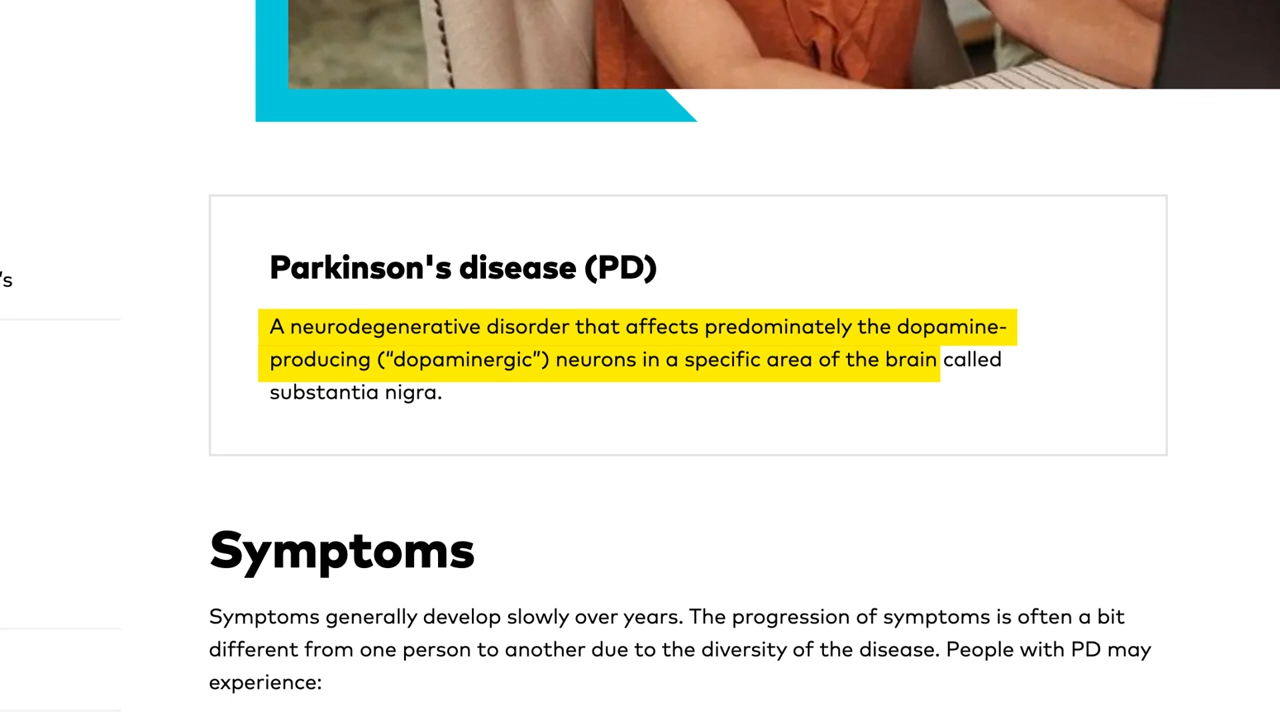 's
Parkinson's disease (PD)
A neurodegenerative disorder that affects predominately the dopamine-
producing (“dopaminergic”) neurons in a specific area of the brain called
substantia nigra.
Symptoms
Symptoms generally develop slowly over years. The progression of symptoms is often a bit
different from one person to another due to the diversity of the disease. People with PD may
experience: